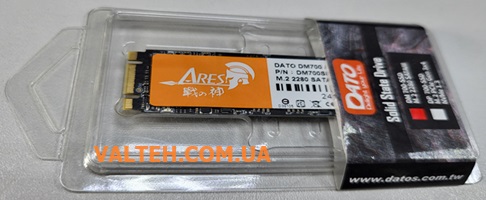 ARES
戦の神
DATO DM700
P/N : DM700S
M.2 2280 SATA
24
VALTEH.COM.UA
DATO
Solid State Drive
www.datos.com.tw